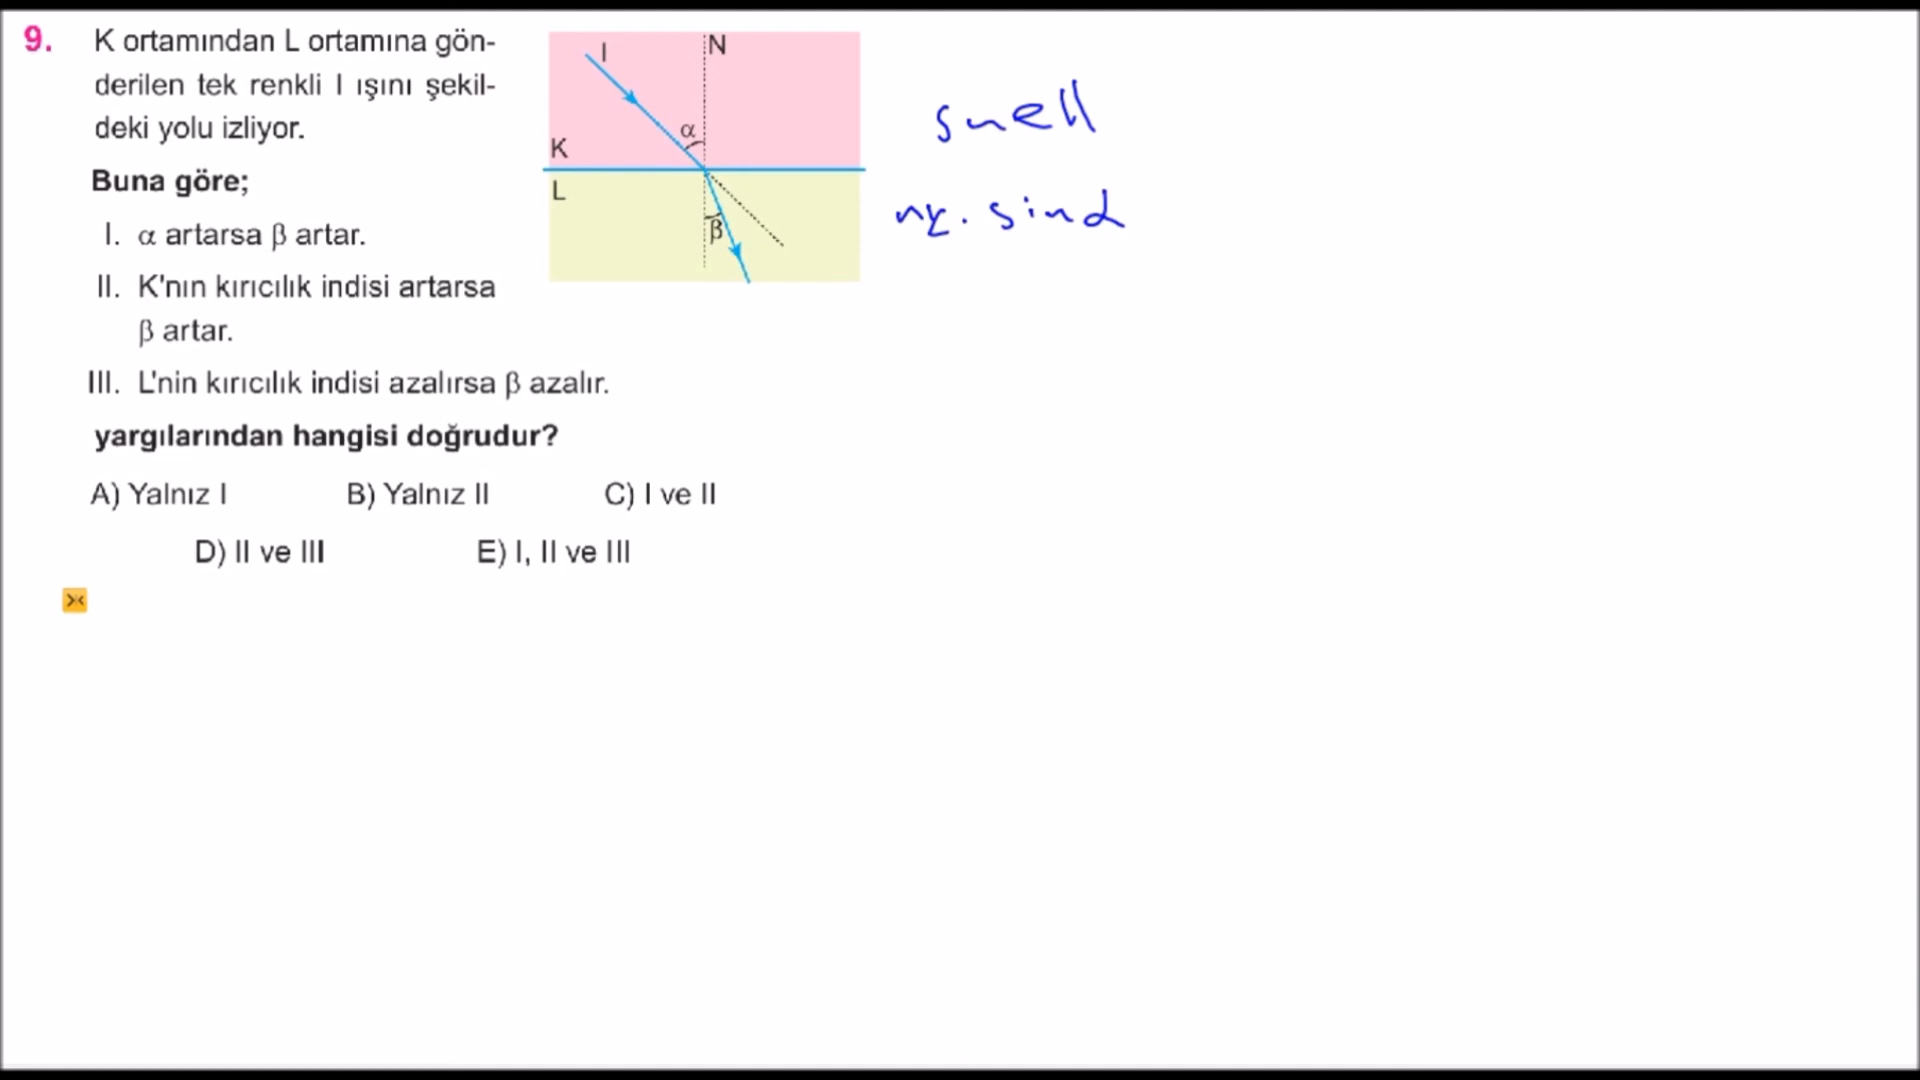 9. K ortamından L ortamına gön-
derilen tek renkli I ışını şekil-
deki yolu izliyor.
Buna göre;
I. α artarsa β artar.
II. K'nın kırıcılık indisi artarsa
β artar.
III. L'nin kırıcılık indisi azalırsa β azalır.
yargılarından hangisi doğrudur?
A) Yalnız I B) Yalnız II C) I ve II
D) II ve III E) I, II ve III
I N
α
K
L
β
snell
nk. sinα